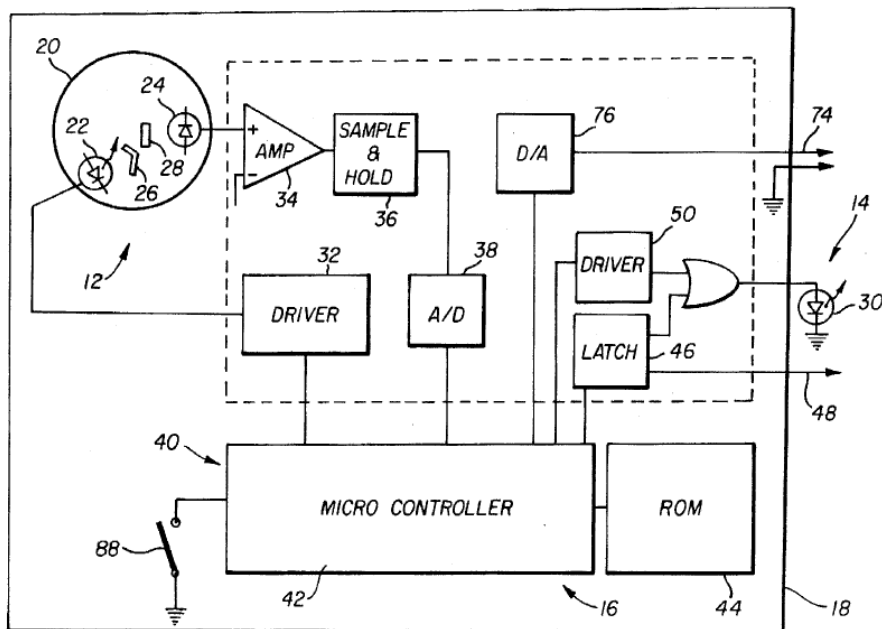 20
24
22
28
26
12
+
AMP
−
34
SAMPLE
&
HOLD
36
76
D/A
74
50
DRIVER
14
30
32
DRIVER
38
A/D
LATCH
46
48
40
MICRO CONTROLLER
ROM
88
42
16
44
18